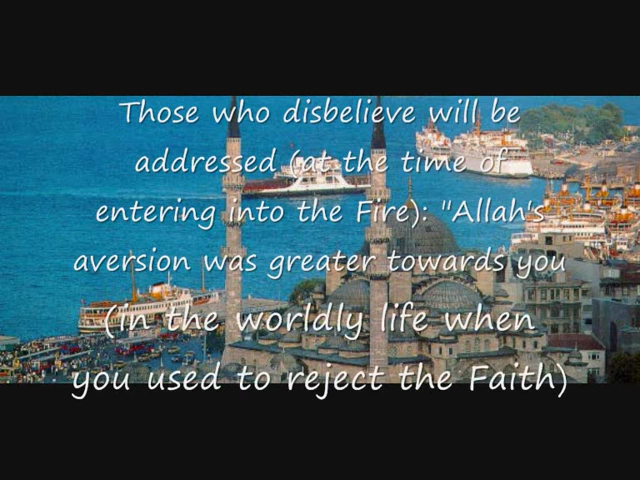 Those who disbelieve will be
addressed (at the time of
entering into the Fire): "Allah's
aversion was greater towards you
(in the worldly life when
you used to reject the Faith)